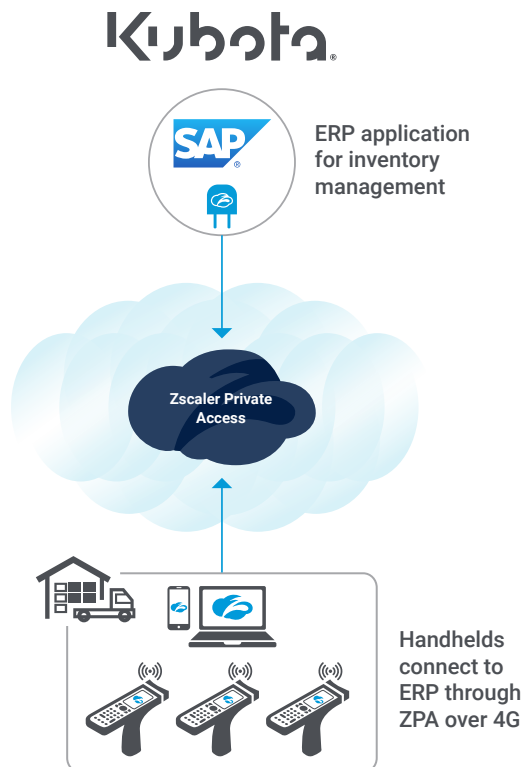 Kubota®
SAP®
ERP application
for inventory
management
Zscaler Private
Access
Handhelds
connect to
ERP through
ZPA over 4G